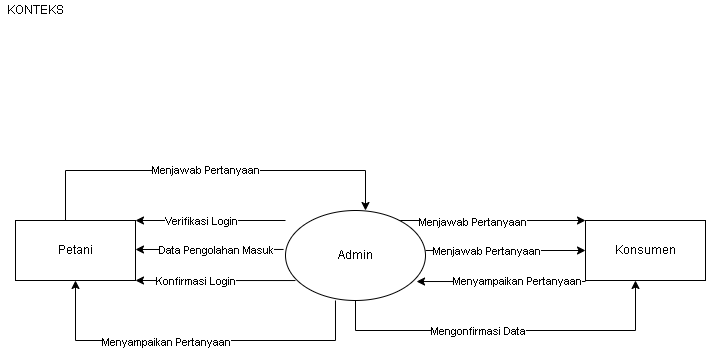 KONTEKS
Menjawab Pertanyaan
Verifikasi Login
Menjawab Pertanyaan
Petani
Data Pengolahan Masuk
Admin
Menjawab Pertanyaan
Konsumen
Konfirmasi Login
Menyampaikan Pertanyaan
Menyampaikan Pertanyaan
Mengonfirmasi Data